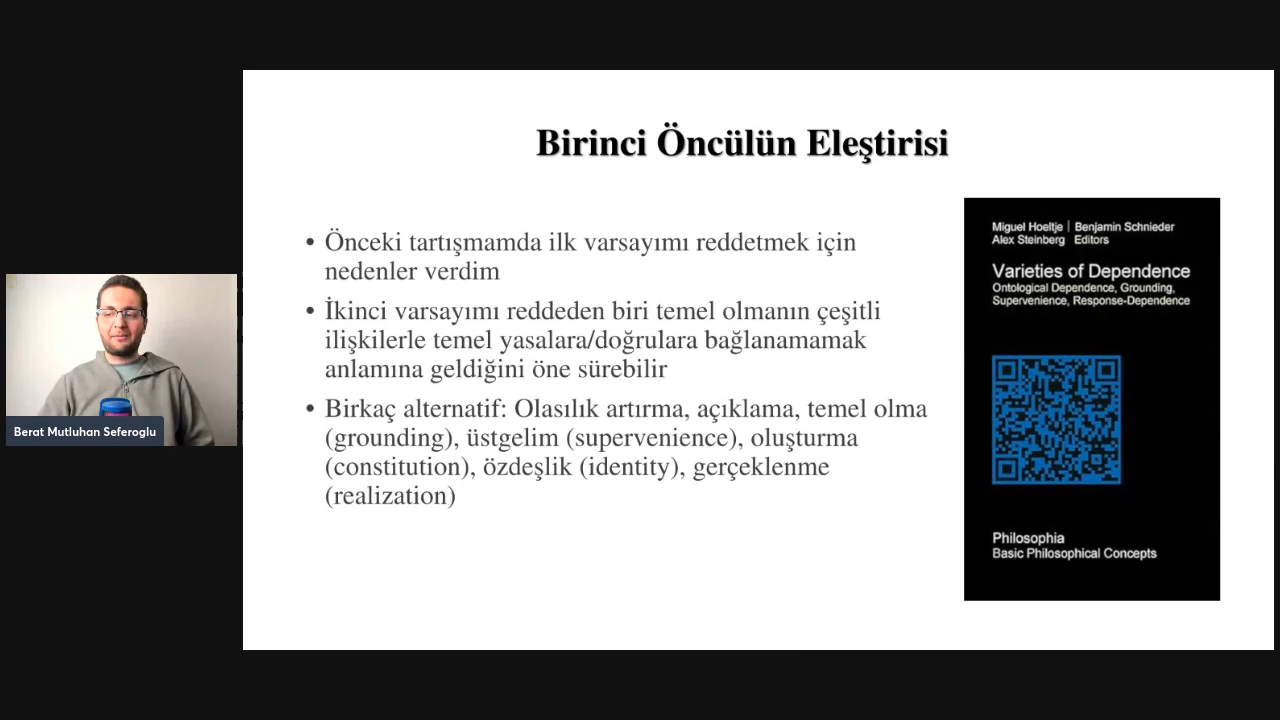 Birinci Öncülün Eleştirisi
• Önceki tartışmamda ilk varsayımı reddetmek için
nedenler verdim
• İkinci varsayımı reddeden biri temel olmanın çeşitli
ilişkilerle temel yasalara/doğrulara bağlanamamak
anlamına geldiğini öne sürebilir
• Birkaç alternatif: Olasılık artırma, açıklama, temel olma
(grounding), üstgelim (supervenience), oluşturma
(constitution), özdeşlik (identity), gerçeklenme
(realization)
Miguel Hoeltje | Benjamin Schnieder
Alex Steinberg Editors
Varieties of Dependence
Ontological Dependence, Grounding,
Supervenience, Response-Dependence
Philosophia
Basic Philosophical Concepts
Berat Mutluhan Seferoglu